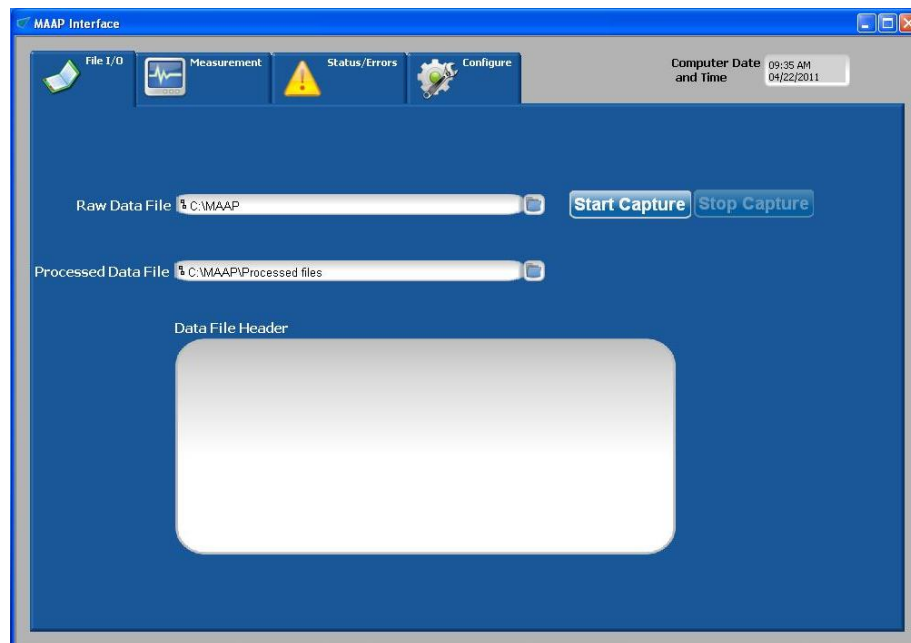 MAAP Interface
File I/O
Measurement
Status/Errors
Configure
Computer Date and Time
09:35 AM
04/22/2011
Raw Data File
C:\MAAP
Start Capture
Stop Capture
Processed Data File
C:\MAAP\Processed files
Data File Header